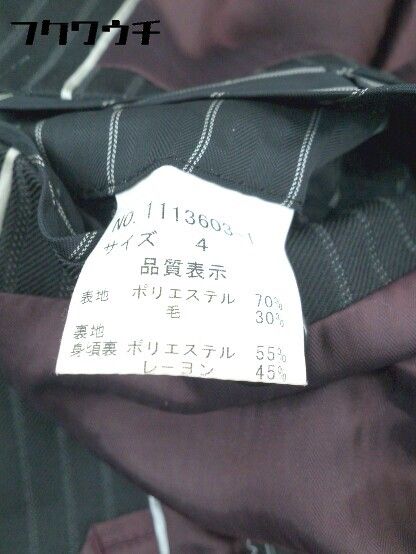 フクワウチ
NO. 1113603-1
サイズ 4
品質表示
表地 ポリエステル 70%
毛 30%
裏地
身頃裏 ポリエステル 55%
レーヨン 45%